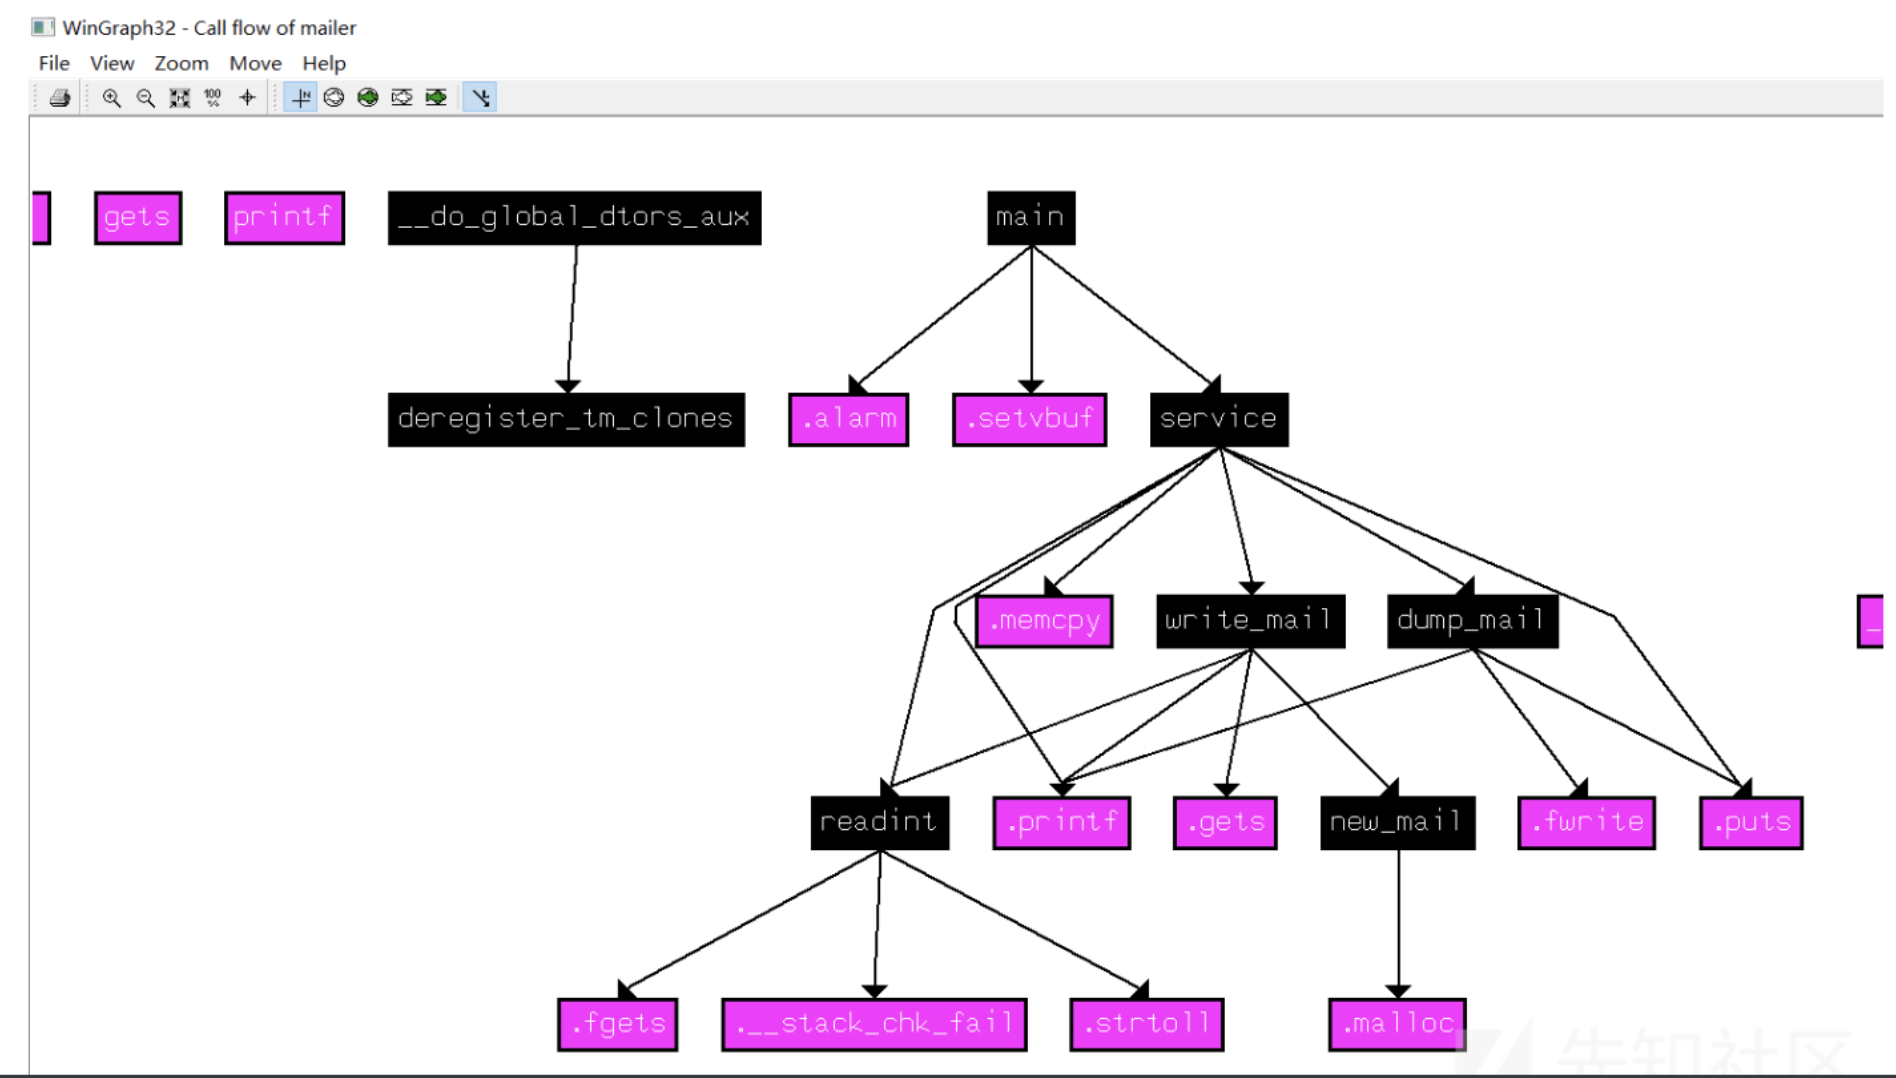 WinGraph32 - Call flow of mailer
File View Zoom Move Help
100 %
gets printf __do_global_dtors_aux main
deregister_tm_clones .alarm .setvbuf service
.memcpy write_mail dump_mail
readint .printf .gets new_mail .fwrite .puts
.fgets .__stack_chk_fail .strtoll .malloc
先知社区